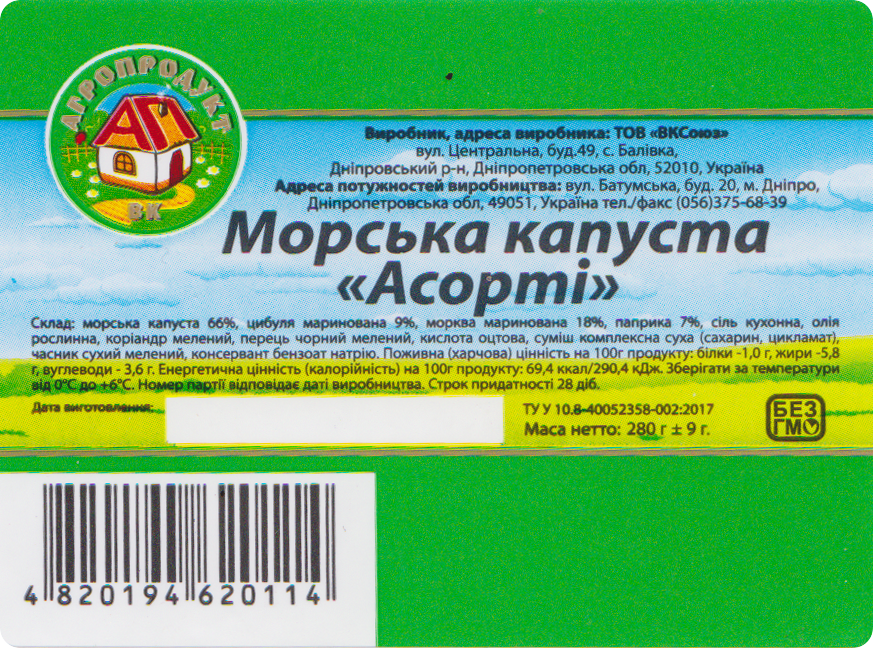 АГРОПРОДУКТ
АП
ВК
Виробник, адреса виробника: ТОВ «ВКСоюз»
вул. Центральна, буд.49, с. Балівка,
Дніпровський р-н, Дніпропетровська обл, 52010, Україна
Адреса потужностей виробництва: вул. Батумська, буд. 20, м. Дніпро,
Дніпропетровська обл, 49051, Україна тел./факс (056)375-68-39
Морська капуста
«Асорті»
Склад: морська капуста 66%, цибуля маринована 9%, морква маринована 18%, паприка 7%, сіль кухонна, олія
рослинна, коріандр мелений, перець чорний мелений, кислота оцтова, суміш комплексна суха (сахарин, цикламат),
часник сухий мелений, консервант бензоат натрію. Поживна (харчова) цінність на 100г продукту: білки -1,0 г, жири -5,8
г, вуглеводи - 3,6 г. Енергетична цінність (калорійність) на 100г продукту: 69,4 ккал/290,4 кДж. Зберігати за температури
від 0°С до +6°С. Номер партії відповідає даті виробництва. Строк придатності 28 діб.
Дата виготовлення:
ТУ У 10.8-40052358-002:2017
Маса нетто: 280 г ± 9 г.
БЕЗ
ГМО
4 820194 620114